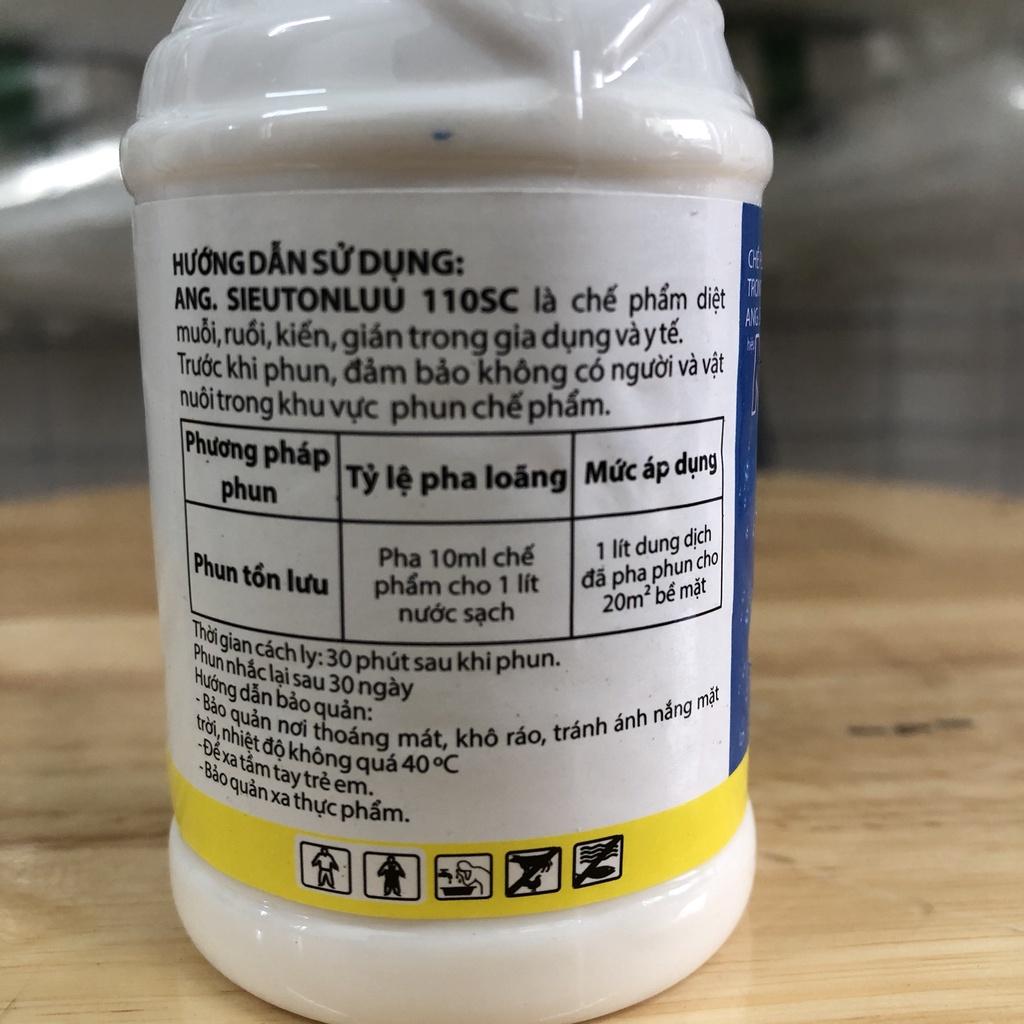 HƯỚNG DẪN SỬ DỤNG:
ANG. SIEUTONLUU 110SC là chế phẩm diệt
muỗi, ruồi, kiến, gián trong gia dụng và y tế.
Trước khi phun, đảm bảo không có người và vật
nuôi trong khu vực phun chế phẩm.
Phương pháp phun
Tỷ lệ pha loãng
Mức áp dụng
Phun tồn lưu
Pha 10ml chế
phẩm cho 1 lít
nước sạch
1 lít dung dịch
đã pha phun cho
20m² bề mặt
Thời gian cách ly: 30 phút sau khi phun.
Phun nhắc lại sau 30 ngày
Hướng dẫn bảo quản:
- Bảo quản nơi thoáng mát, khô ráo, tránh ánh nắng mặt
trời, nhiệt độ không quá 40 ºC
- Để xa tầm tay trẻ em.
- Bảo quản xa thực phẩm.